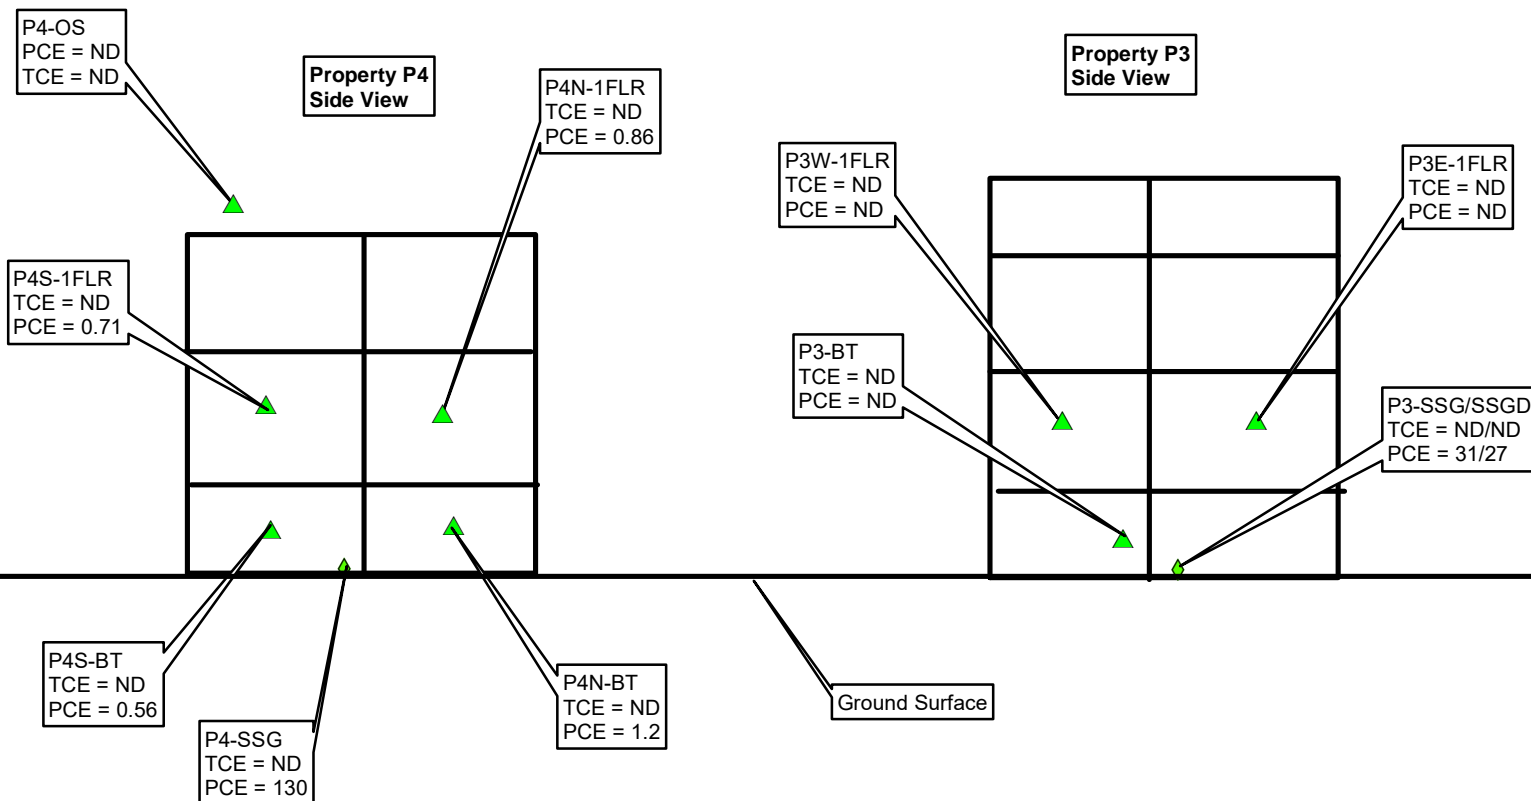 P4-OS
PCE = ND
TCE = ND
Property P4
Side View
P4N-1FLR
TCE = ND
PCE = 0.86
P4S-1FLR
TCE = ND
PCE = 0.71
P4S-BT
TCE = ND
PCE = 0.56
P4-SSG
TCE = ND
PCE = 130
P4N-BT
TCE = ND
PCE = 1.2
Property P3
Side View
P3W-1FLR
TCE = ND
PCE = ND
P3E-1FLR
TCE = ND
PCE = ND
P3-BT
TCE = ND
PCE = ND
P3-SSG/SSGD
TCE = ND/ND
PCE = 31/27
Ground Surface